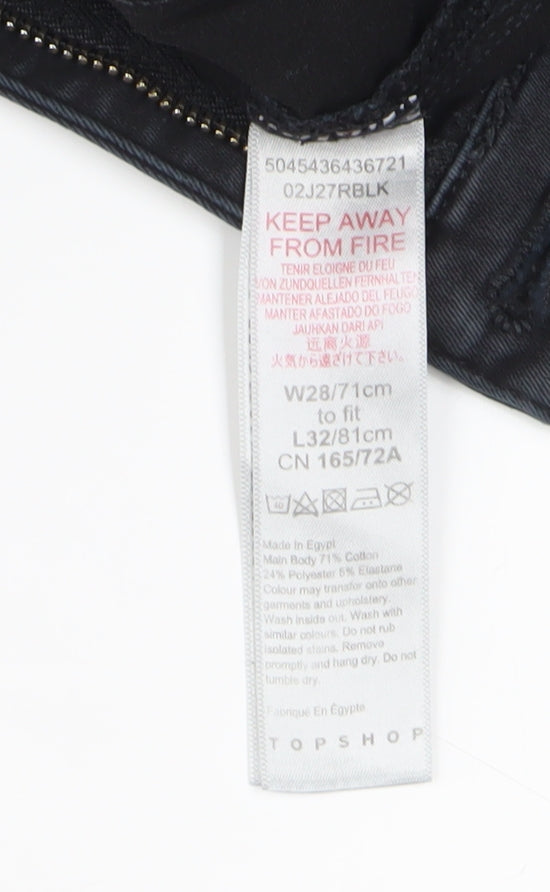 5045436436721
02J27RBLK
KEEP AWAY
FROM FIRE
TENIR ELOIGNE DU FEU
VON ZUNDQUELLEN FERNHALTEN
MANTENER ALEJADO DEL FEUGO
MANTER AFASTADO DO FOGO
JAUHKAN DARI API
远离火源
火気から遠ざけて下さい。
W28/71cm
to fit
L32/81cm
CN 165/72A
40
Made in Egypt
Main Body 71% Cotton
24% Polyester 5% Elastane
Colour may transfer onto other
garments and upholstery.
Wash inside out. Wash with
similar colours. Do not rub
isolated stains. Remove
promptly and hang dry. Do not
tumble dry.
Fabriqué En Égypte
TOPSHOP